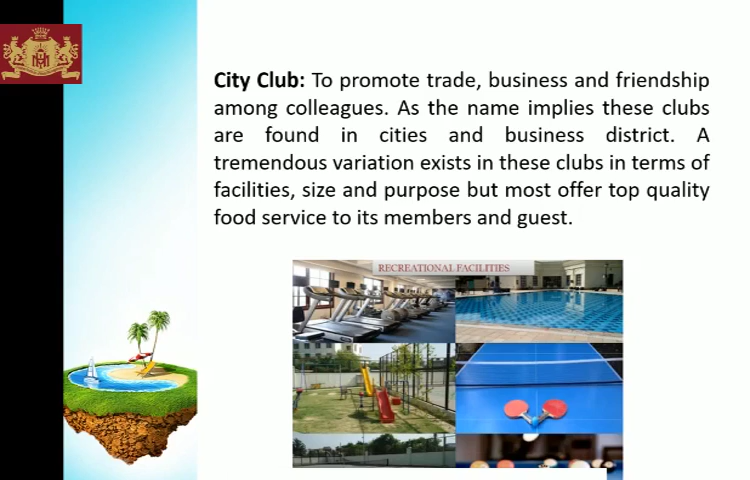 City Club: To promote trade, business and friendship
among colleagues. As the name implies these clubs
are found in cities and business district. A
tremendous variation exists in these clubs in terms of
facilities, size and purpose but most offer top quality
food service to its members and guest.
RECREATIONAL FACILITIES